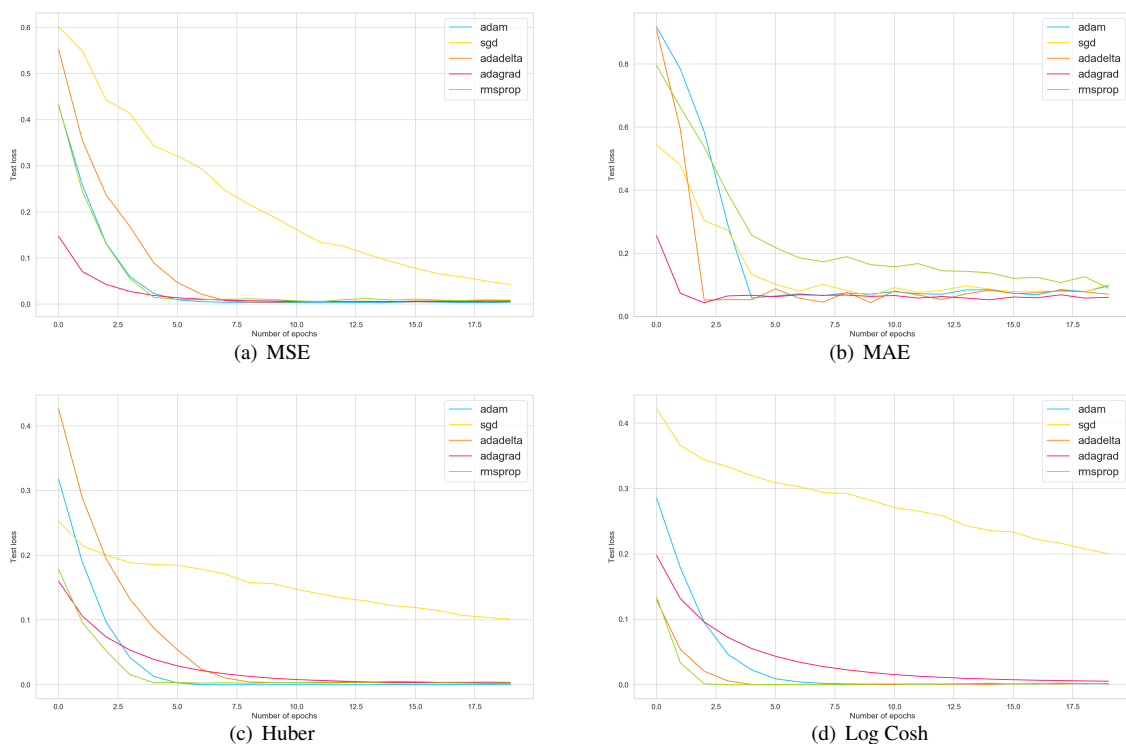 0.6
0.5
0.4
0.3
0.2
0.1
0.0
Test loss
adam
sgd
adadelta
adagrad
rmsprop
0.0 2.5 5.0 7.5 10.0 12.5 15.0 17.5
Number of epochs
(a) MSE
0.8
0.6
0.4
0.2
0.0
Test loss
adam
sgd
adadelta
adagrad
rmsprop
0.0 2.5 5.0 7.5 10.0 12.5 15.0 17.5
Number of epochs
(b) MAE
0.4
0.3
0.2
0.1
0.0
Test loss
adam
sgd
adadelta
adagrad
rmsprop
0.0 2.5 5.0 7.5 10.0 12.5 15.0 17.5
Number of epochs
(c) Huber
0.4
0.3
0.2
0.1
0.0
Test loss
adam
sgd
adadelta
adagrad
rmsprop
0.0 2.5 5.0 7.5 10.0 12.5 15.0 17.5
Number of epochs
(d) Log Cosh